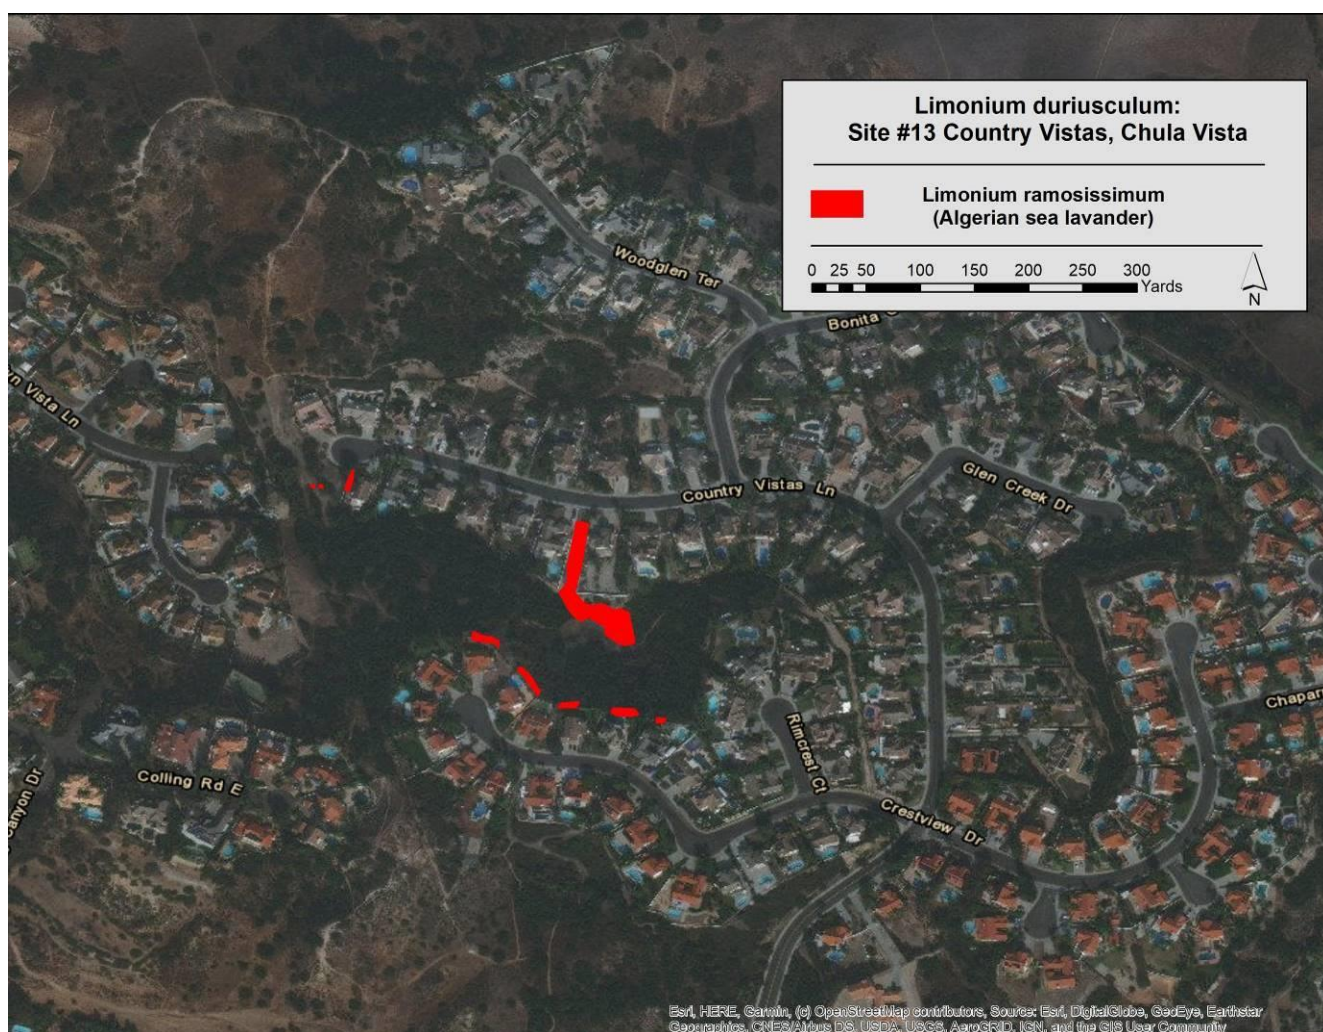 Limonium duriusculum:
Site #13 Country Vistas, Chula Vista
Limonium ramosissimum
(Algerian sea lavander)
0 25 50 100 150 200 250 300
Yards
N
Woodglen Ter
Bonita
Vista Ln
Country Vistas Ln
Glen Creek Dr
Rimcrest Ct
Crestview Dr
Colling Rd E
Dr
Esri, HERE, Garmin, (c) OpenStreetMap contributors, Source: Esri, DigitalGlobe, GeoEye, Earthstar
Geographics, CNES/Airbus DS, USDA, USGS, AeroGRID, IGN, and the GIS User Community